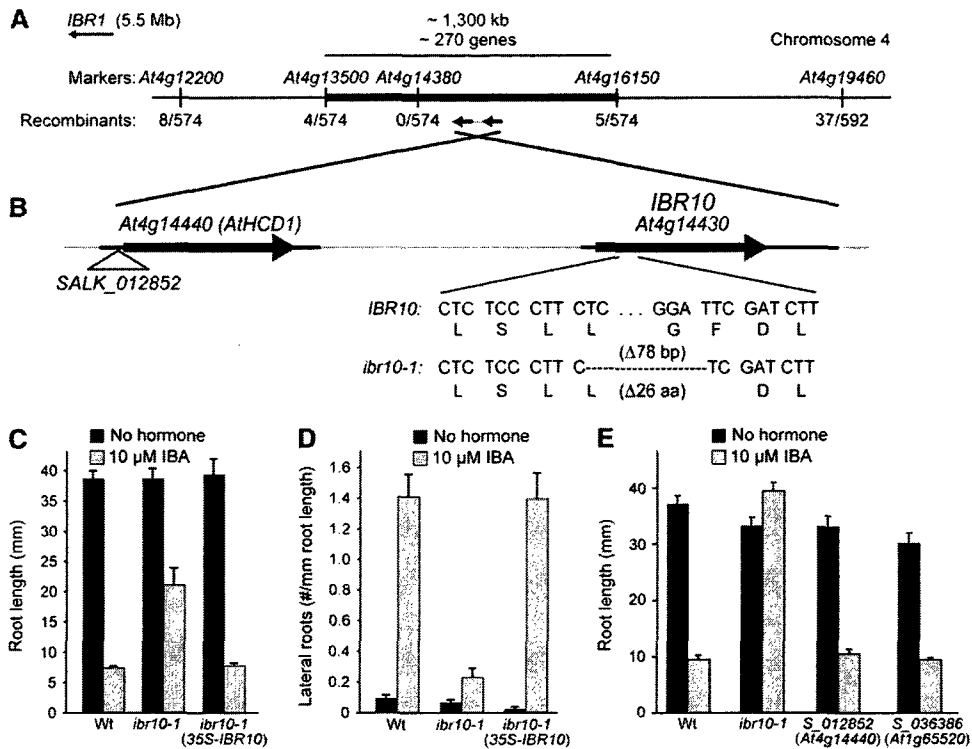 A
IBR1 (5.5 Mb)
~ 1,300 kb
~ 270 genes
Chromosome 4
Markers: At4g12200 At4g13500 At4g14380 At4g16150 At4g19460
Recombinants: 8/574 4/574 0/574 5/574 37/592
B
At4g14440 (AtHCD1)
IBR10
At4g14430
SALK_012852
IBR10: CTC TCC CTT CTC ... GGA TTC GAT CTT
L S L L G F D L
(Δ78 bp)
ibr10-1: CTC TCC CTT C--------------TC GAT CTT
L S L L (Δ26 aa) D L
C
No hormone
10 µM IBA
Root length (mm)
40
35
30
25
20
15
10
5
0
Wt ibr10-1 ibr10-1
(35S-IBR10)
D
No hormone
10 µM IBA
Lateral roots (#/mm root length)
1.6
1.4
1.2
1.0
0.8
0.6
0.4
0.2
0
Wt ibr10-1 ibr10-1
(35S-IBR10)
E
No hormone
10 µM IBA
Root length (mm)
40
30
20
10
0
Wt ibr10-1 S_012852 S_036386
(At4g14440) (At1g65520)